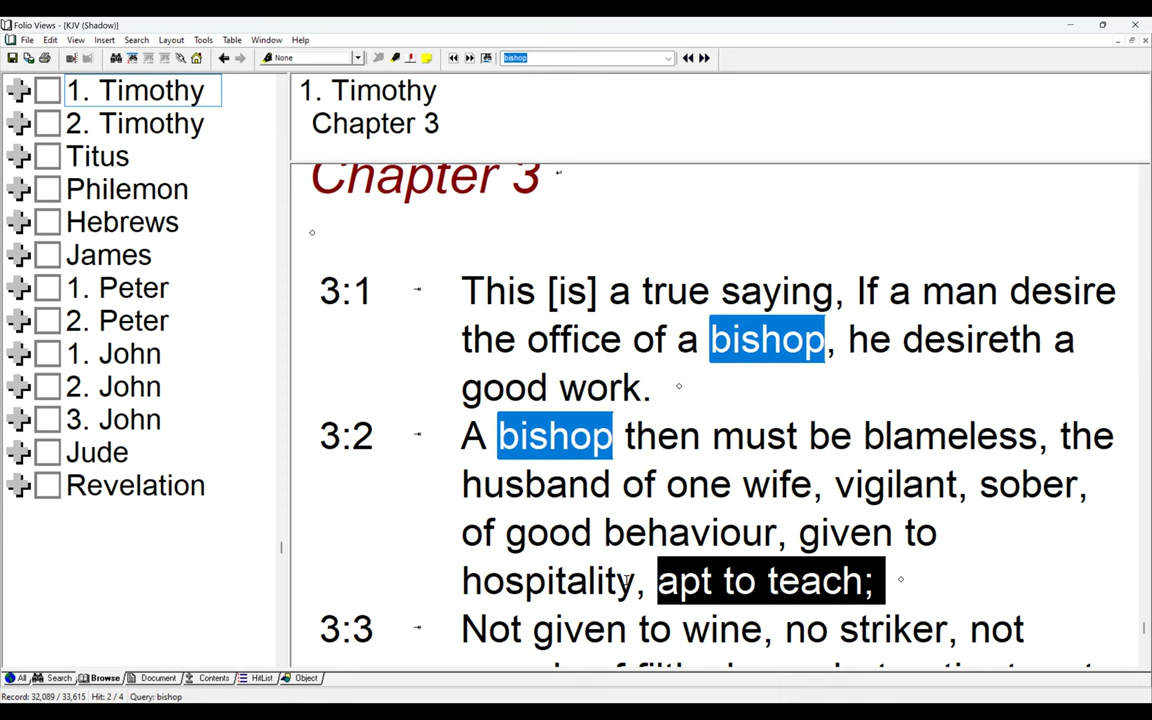 Folio Views - [KJV (Shadow)]
File Edit View Insert Search Layout Tools Table Window Help
None bishop
1. Timothy
2. Timothy
Titus
Philemon
Hebrews
James
1. Peter
2. Peter
1. John
2. John
3. John
Jude
Revelation
1. Timothy
Chapter 3
Chapter 3
3:1 This [is] a true saying, If a man desire
the office of a bishop, he desireth a
good work.
3:2 A bishop then must be blameless, the
husband of one wife, vigilant, sober,
of good behaviour, given to
hospitality, apt to teach;
3:3 Not given to wine, no striker, not
All Search Browse Document Contents HitList Object
Record: 32,089 / 33,615 Hit: 2 / 4 Query: bishop